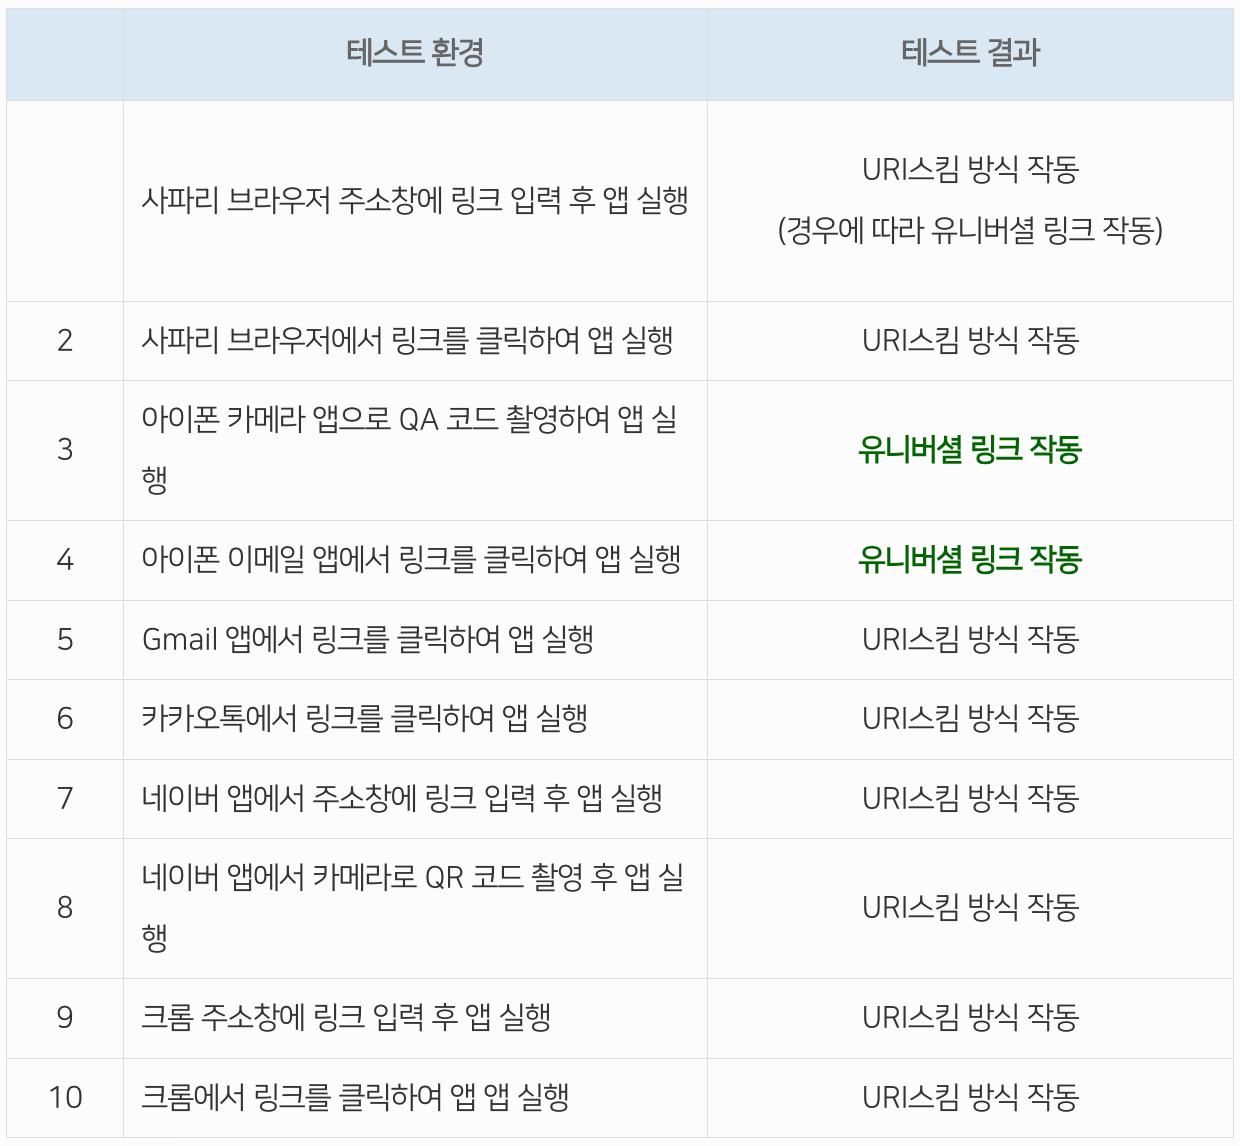 테스트 환경 테스트 결과
사파리 브라우저 주소창에 링크 입력 후 앱 실행
URI스킴 방식 작동
(경우에 따라 유니버셜 링크 작동)
2 사파리 브라우저에서 링크를 클릭하여 앱 실행 URI스킴 방식 작동
3
아이폰 카메라 앱으로 QA 코드 촬영하여 앱 실
행
유니버셜 링크 작동
4 아이폰 이메일 앱에서 링크를 클릭하여 앱 실행 유니버셜 링크 작동
5 Gmail 앱에서 링크를 클릭하여 앱 실행 URI스킴 방식 작동
6 카카오톡에서 링크를 클릭하여 앱 실행 URI스킴 방식 작동
7 네이버 앱에서 주소창에 링크 입력 후 앱 실행 URI스킴 방식 작동
8
네이버 앱에서 카메라로 QR 코드 촬영 후 앱 실
행
URI스킴 방식 작동
9 크롬 주소창에 링크 입력 후 앱 실행 URI스킴 방식 작동
10 크롬에서 링크를 클릭하여 앱 앱 실행 URI스킴 방식 작동